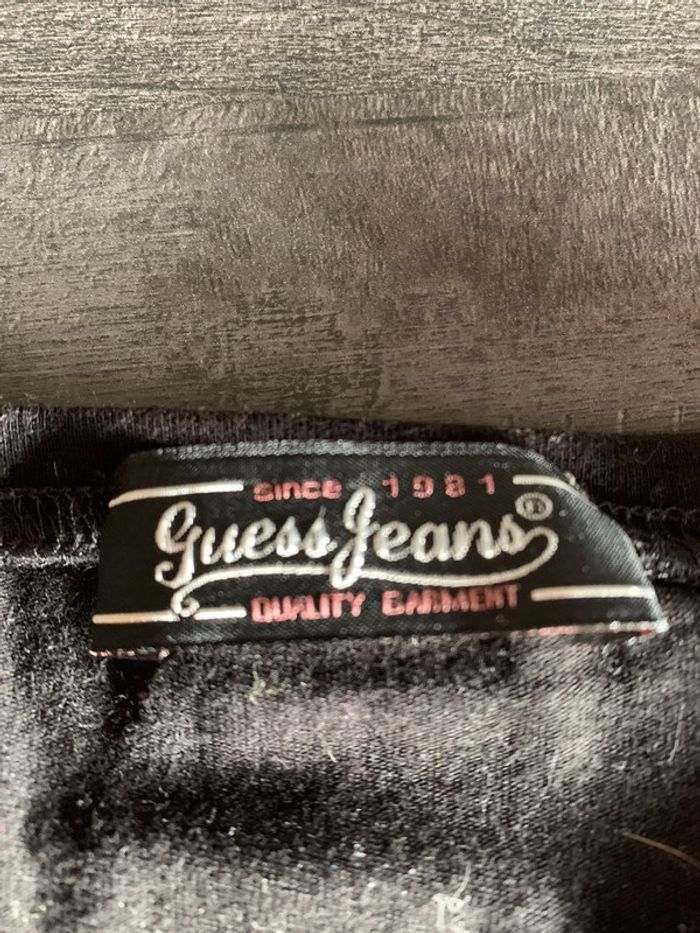 since 1981
Guess Jeans®
QUALITY GARMENT